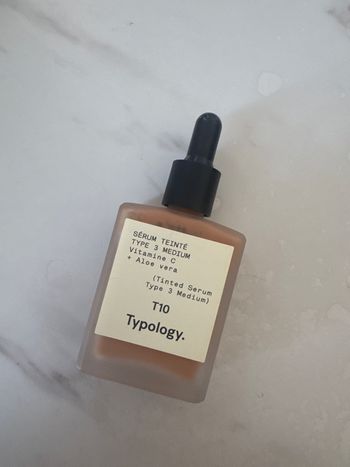 SÉRUM TEINTÉ
TYPE 3 MEDIUM
Vitamine C
+ Aloe vera
(Tinted Serum
Type 3 Medium)
T10
Typology.